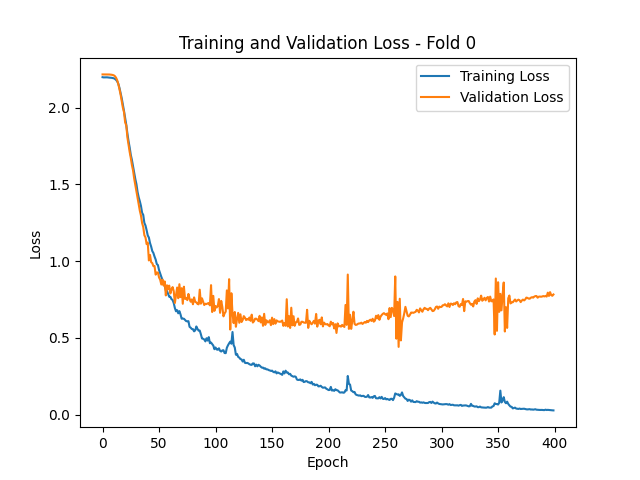 Training and Validation Loss - Fold 0
Training Loss
Validation Loss
Loss
2.0
1.5
1.0
0.5
0.0
0 50 100 150 200 250 300 350 400
Epoch